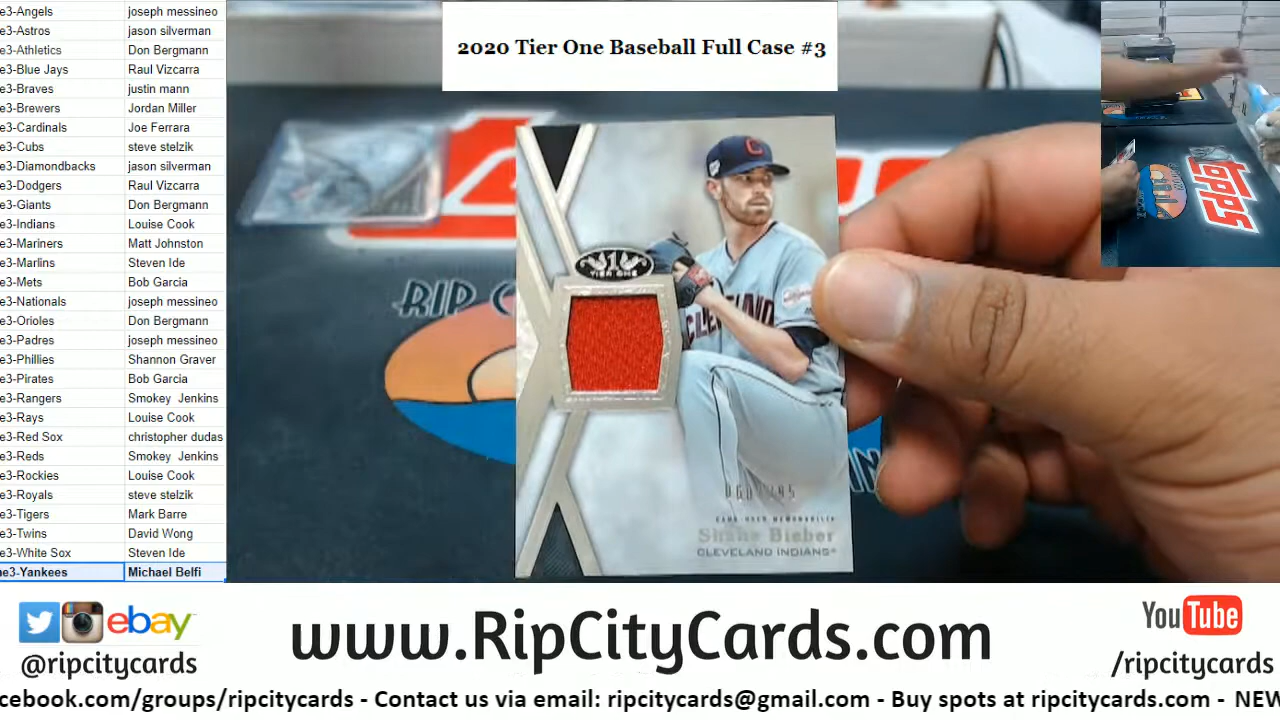 e3-Angels joseph messineo
e3-Astros jason silverman
e3-Athletics Don Bergmann
e3-Blue Jays Raul Vizcarra
e3-Braves justin mann
e3-Brewers Jordan Miller
e3-Cardinals Joe Ferrara
e3-Cubs steve stelzik
e3-Diamondbacks jason silverman
e3-Dodgers Raul Vizcarra
e3-Giants Don Bergmann
e3-Indians Louise Cook
e3-Mariners Matt Johnston
e3-Marlins Steven Ide
e3-Mets Bob Garcia
e3-Nationals joseph messineo
e3-Orioles Don Bergmann
e3-Padres joseph messineo
e3-Phillies Shannon Graver
e3-Pirates Bob Garcia
e3-Rangers Smokey Jenkins
e3-Rays Louise Cook
e3-Red Sox christopher dudas
e3-Reds Smokey Jenkins
e3-Rockies Louise Cook
e3-Royals steve stelzik
e3-Tigers Mark Barre
e3-Twins David Wong
e3-White Sox Steven Ide
e3-Yankees Michael Belfi
2020 Tier One Baseball Full Case #3
topps
RIP C
C
1
TIER ONE
CLEVELAND
GAME-USED MEMORABILIA
Shane Bieber
CLEVELAND INDIANS
ebay
@ripcitycards
www.RipCityCards.com
YouTube
/ripcitycards
cebook.com/groups/ripcitycards - Contact us via email: ripcitycards@gmail.com - Buy spots at ripcitycards.com - NEW